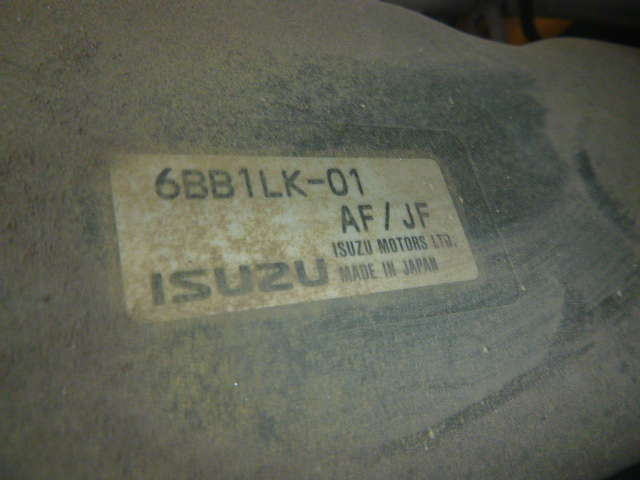 6BB1LK-01
AF/JF
ISUZU MOTORS LTD.
ISUZU MADE IN JAPAN